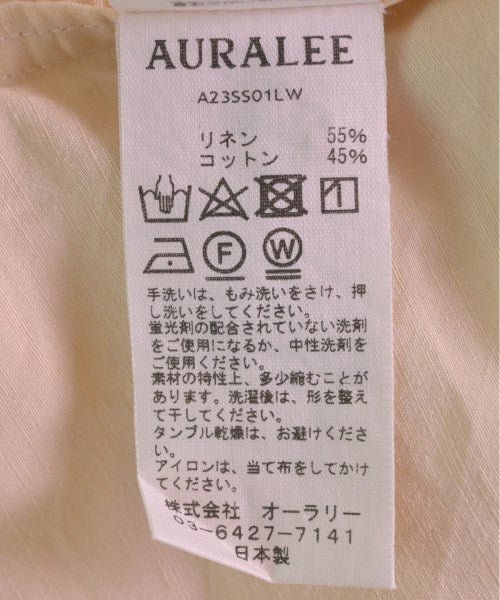 AURALEE
A23SS01LW
リネン 55%
コットン 45%
F W
手洗いは、もみ洗いをさけ、押
し洗いをしてください。
蛍光剤の配合されていない洗剤
をご使用になるか、中性洗剤を
ご使用ください。
素材の特性上、多少縮むことが
あります。洗濯後は、形を整え
て干してください。
タンブル乾燥は、お避けくださ
い。
アイロンは、当て布をしてかけ
てください。
株式会社 オーラリー
03-6427-7141
日本製